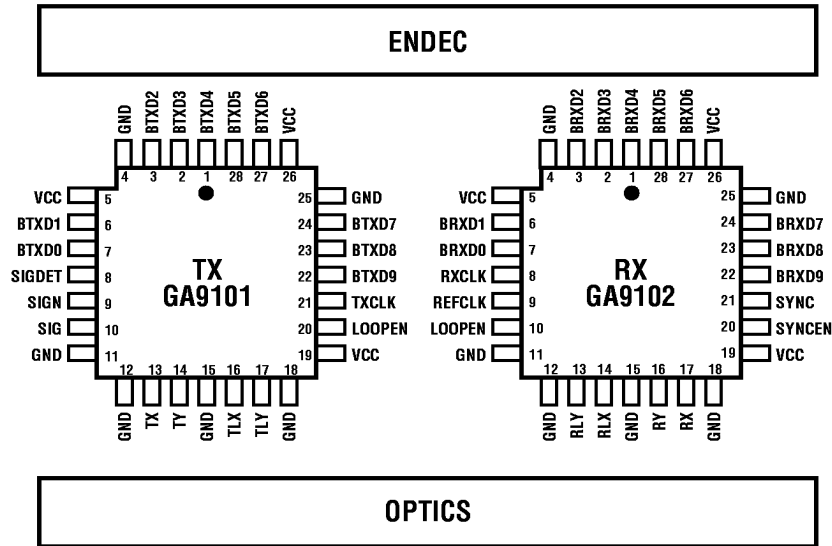 ENDEC
GND BTXD2 BTXD3 BTXD4 BTXD5 BTXD6 VCC
4 3 2 1 28 27 26
VCC 5 25 GND
BTXD1 6 24 BTXD7
BTXD0 7 23 BTXD8
SIGDET 8 22 BTXD9
SIGN 9 21 TXCLK
SIG 10 20 LOOPEN
GND 11 19 VCC
TX
GA9101
12 13 14 15 16 17 18
GND TX TY GND TLX TLY GND
GND BRXD2 BRXD3 BRXD4 BRXD5 BRXD6 VCC
4 3 2 1 28 27 26
VCC 5 25 GND
BRXD1 6 24 BRXD7
BRXD0 7 23 BRXD8
RXCLK 8 22 BRXD9
REFCLK 9 21 SYNC
LOOPEN 10 20 SYNCEN
GND 11 19 VCC
RX
GA9102
12 13 14 15 16 17 18
GND RLY RLX GND RY RX GND
OPTICS